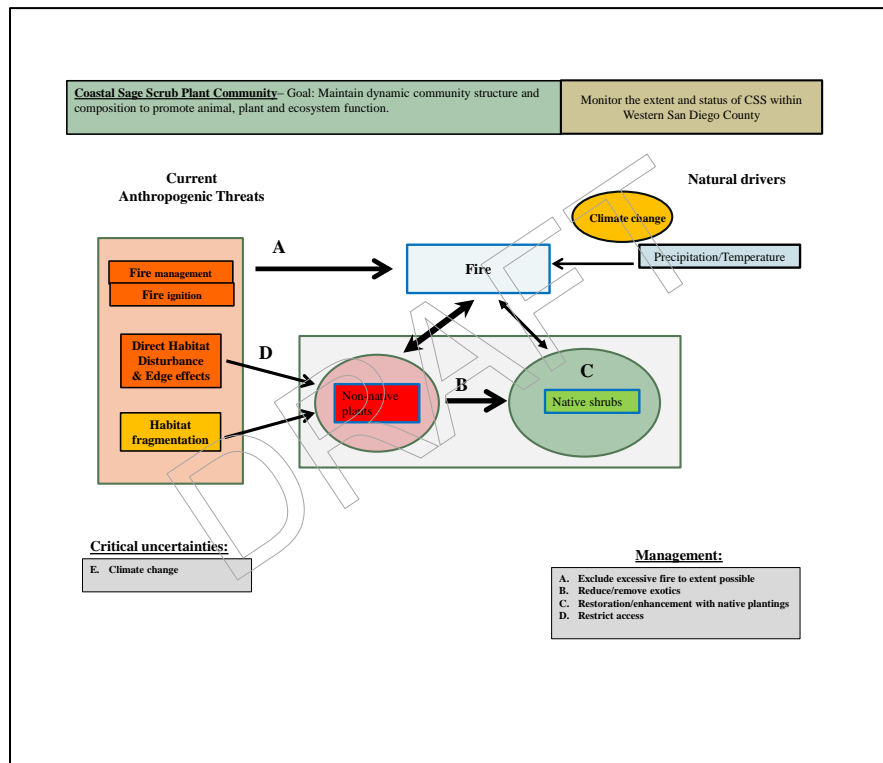 Coastal Sage Scrub Plant Community– Goal: Maintain dynamic community structure and
composition to promote animal, plant and ecosystem function.
Monitor the extent and status of CSS within
Western San Diego County
Current
Anthropogenic Threats
Natural drivers
Climate change
A
Fire management
Fire ignition
Fire
Precipitation/Temperature
Direct Habitat
Disturbance
& Edge effects
D
Non-native
plants
B
C
Native shrubs
Habitat
fragmentation
DRAFT
Critical uncertainties:
E. Climate change
Management:
A. Exclude excessive fire to extent possible
B. Reduce/remove exotics
C. Restoration/enhancement with native plantings
D. Restrict access